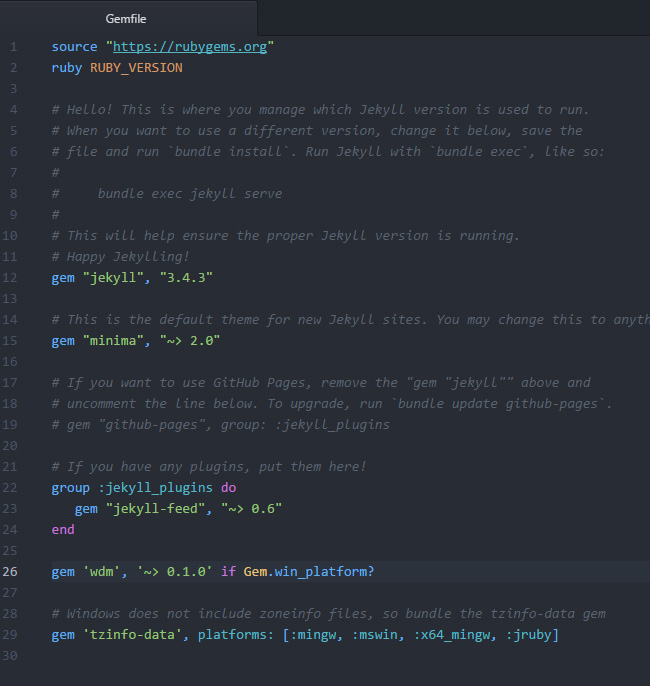 Gemfile
1 source "https://rubygems.org"
2 ruby RUBY_VERSION
3
4 # Hello! This is where you manage which Jekyll version is used to run.
5 # When you want to use a different version, change it below, save the
6 # file and run `bundle install`. Run Jekyll with `bundle exec`, like so:
7 #
8 #     bundle exec jekyll serve
9 #
10 # This will help ensure the proper Jekyll version is running.
11 # Happy Jekylling!
12 gem "jekyll", "3.4.3"
13
14 # This is the default theme for new Jekyll sites. You may change this to anyth
15 gem "minima", "~> 2.0"
16
17 # If you want to use GitHub Pages, remove the "gem "jekyll"" above and
18 # uncomment the line below. To upgrade, run `bundle update github-pages`.
19 # gem "github-pages", group: :jekyll_plugins
20
21 # If you have any plugins, put them here!
22 group :jekyll_plugins do
23    gem "jekyll-feed", "~> 0.6"
24 end
25
26 gem 'wdm', '~> 0.1.0' if Gem.win_platform?
27
28 # Windows does not include zoneinfo files, so bundle the tzinfo-data gem
29 gem 'tzinfo-data', platforms: [:mingw, :mswin, :x64_mingw, :jruby]
30